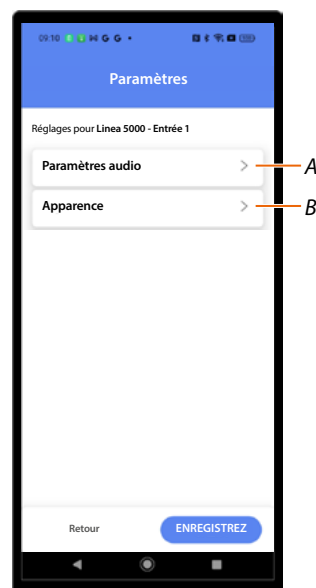 09:10
Paramètres
Réglages pour Linea 5000 - Entrée 1
Paramètres audio
A
Apparence
B
Retour
ENREGISTREZ